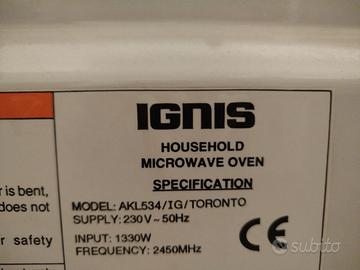 IGNIS
HOUSEHOLD
MICROWAVE OVEN
SPECIFICATION
MODEL: AKL534/IG/TORONTO
SUPPLY: 230V~50Hz
INPUT: 1330W
FREQUENCY: 2450MHz
CE
r is bent,
does not
r safety
subito